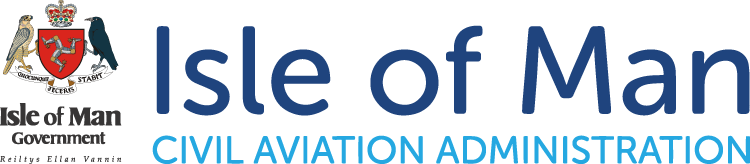 QUOCUNQUE
JECERIS
STABIT
Isle of Man
Government
Reiltys Ellan Vannin
Isle of Man
CIVIL AVIATION ADMINISTRATION